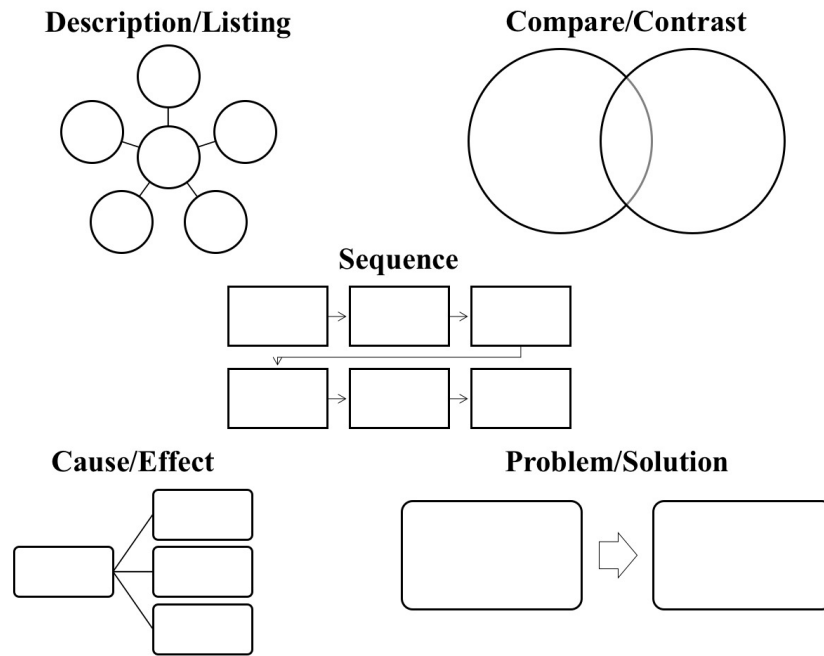 Description/Listing
Compare/Contrast
Sequence
Cause/Effect
Problem/Solution